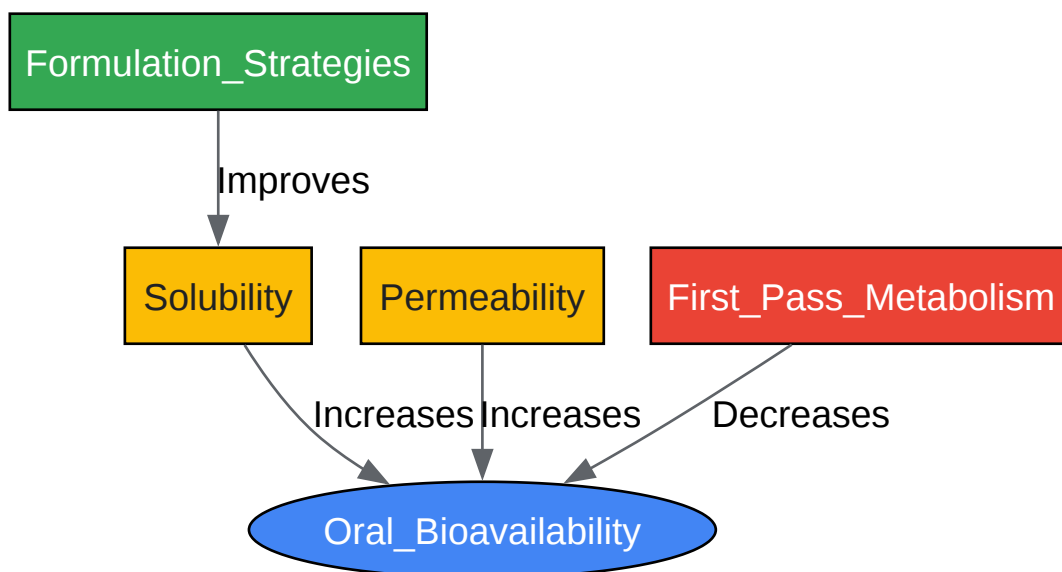 Formulation_Strategies
Improves
Solubility
Permeability
First_Pass_Metabolism
Increases
Increases
Decreases
Oral_Bioavailability